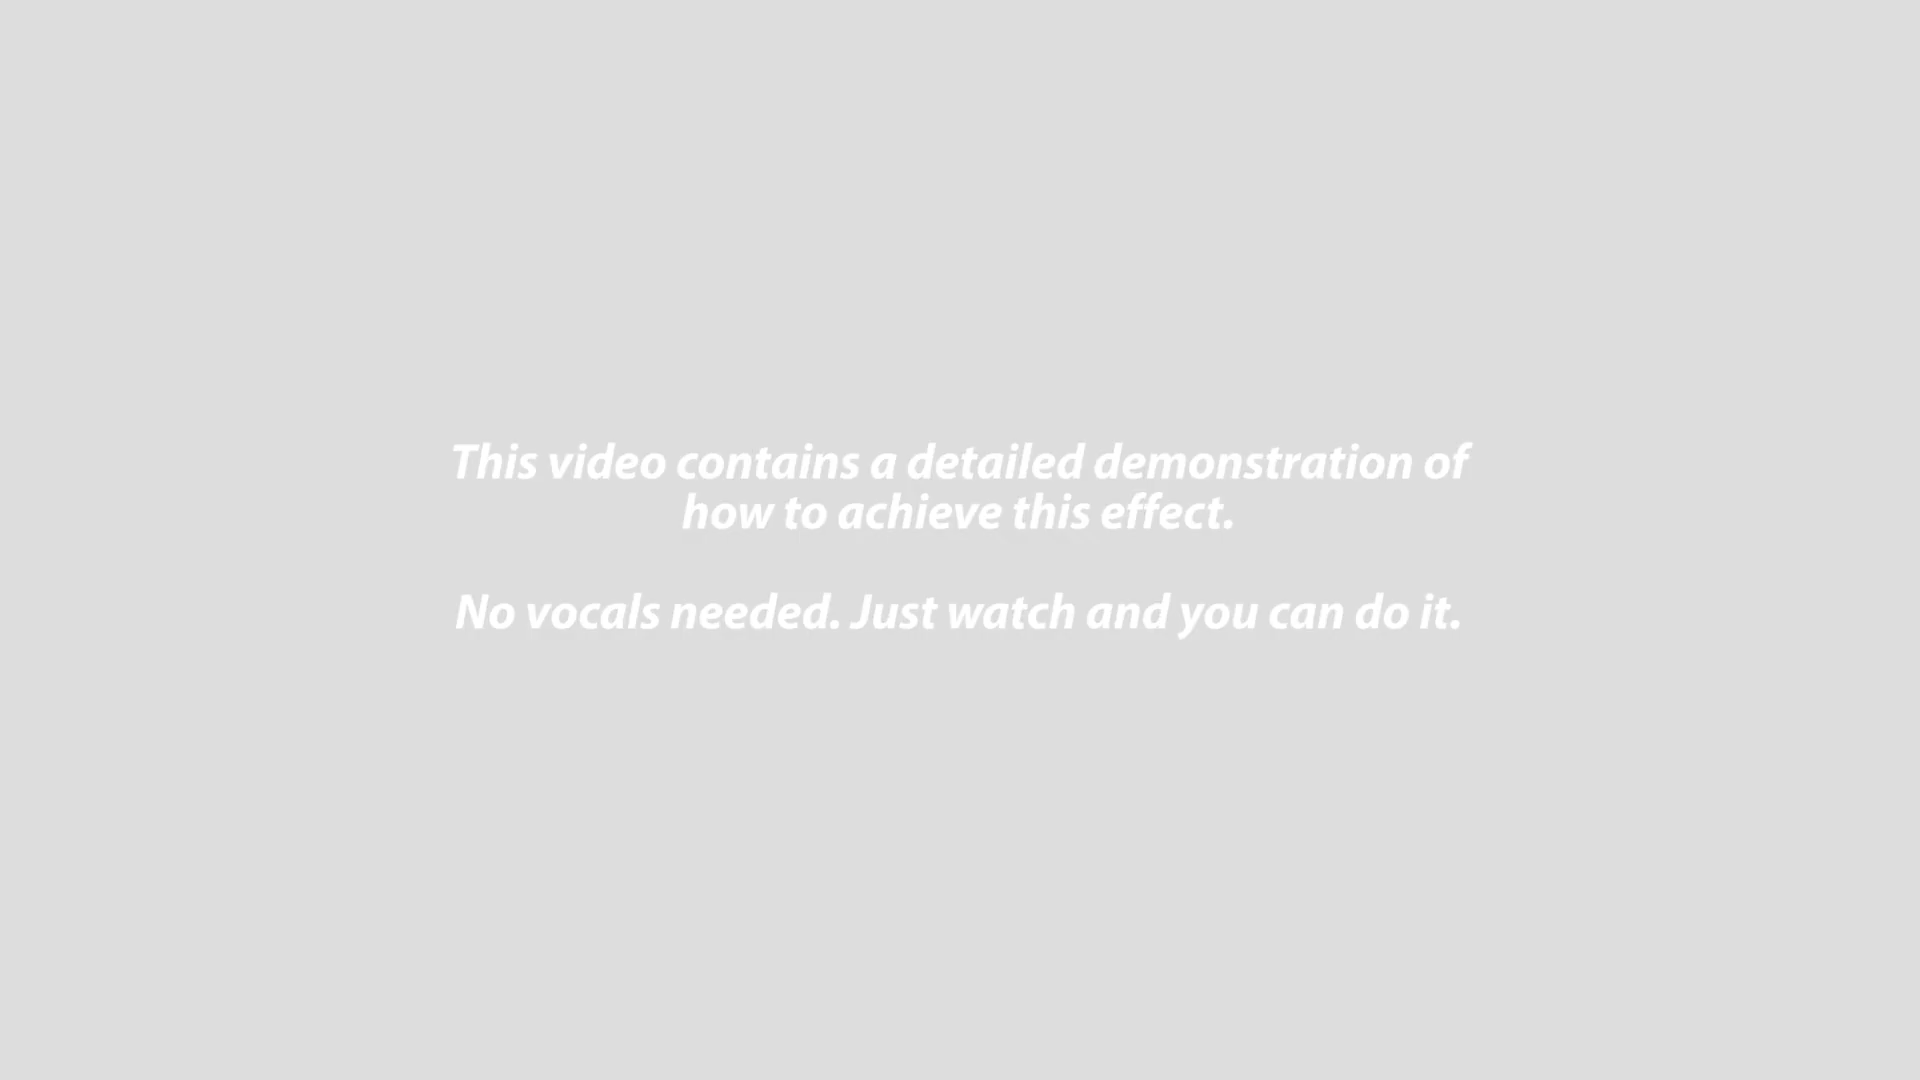 This video contains a detailed demonstration of
how to achieve this effect.
No vocals needed. Just watch and you can do it.